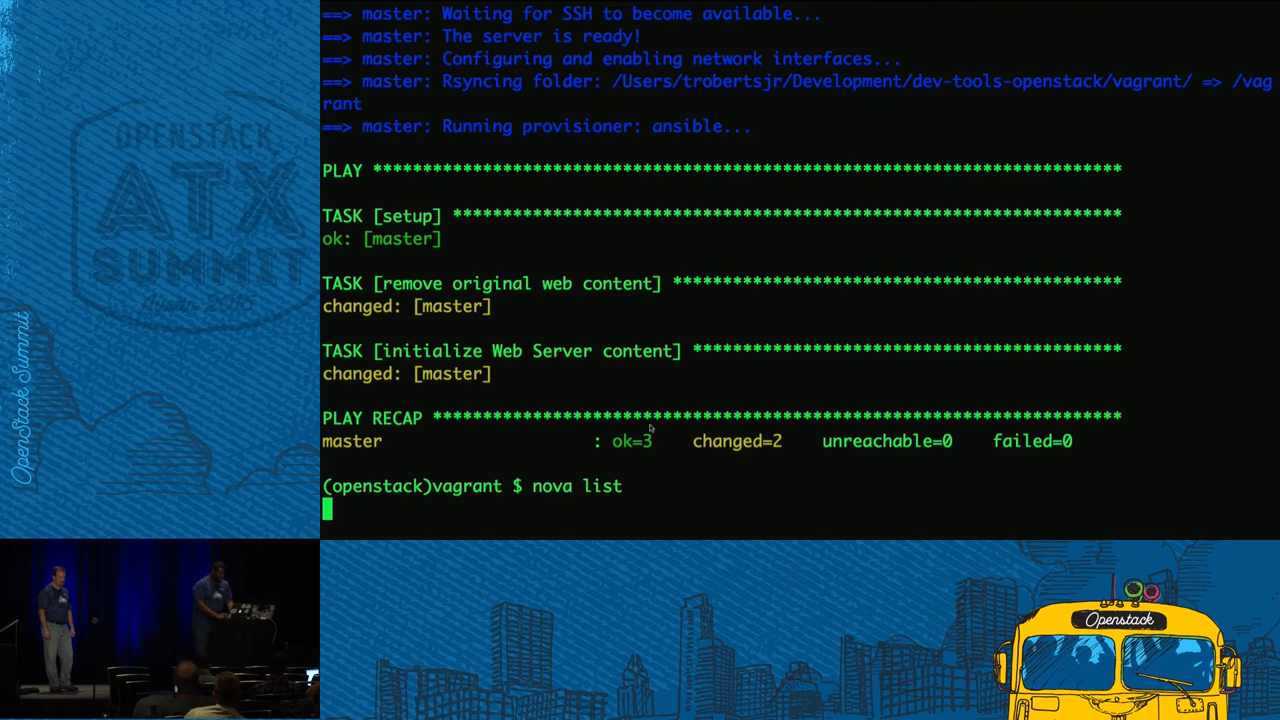 ==> master: Waiting for SSH to become available...
==> master: The server is ready!
==> master: Configuring and enabling network interfaces...
==> master: Rsyncing folder: /Users/trobertsjr/Development/dev-tools-openstack/vagrant/ => /vag
rant
==> master: Running provisioner: ansible...
PLAY ***************************************************************************
TASK [setup] *******************************************************************
ok: [master]
TASK [remove original web content] *********************************************
changed: [master]
TASK [initialize Web Server content] *******************************************
changed: [master]
PLAY RECAP *********************************************************************
master : ok=3 changed=2 unreachable=0 failed=0
(openstack)vagrant $ nova list
OPENSTACK
ATX
SUMMIT
OpenStack Summit
Openstack